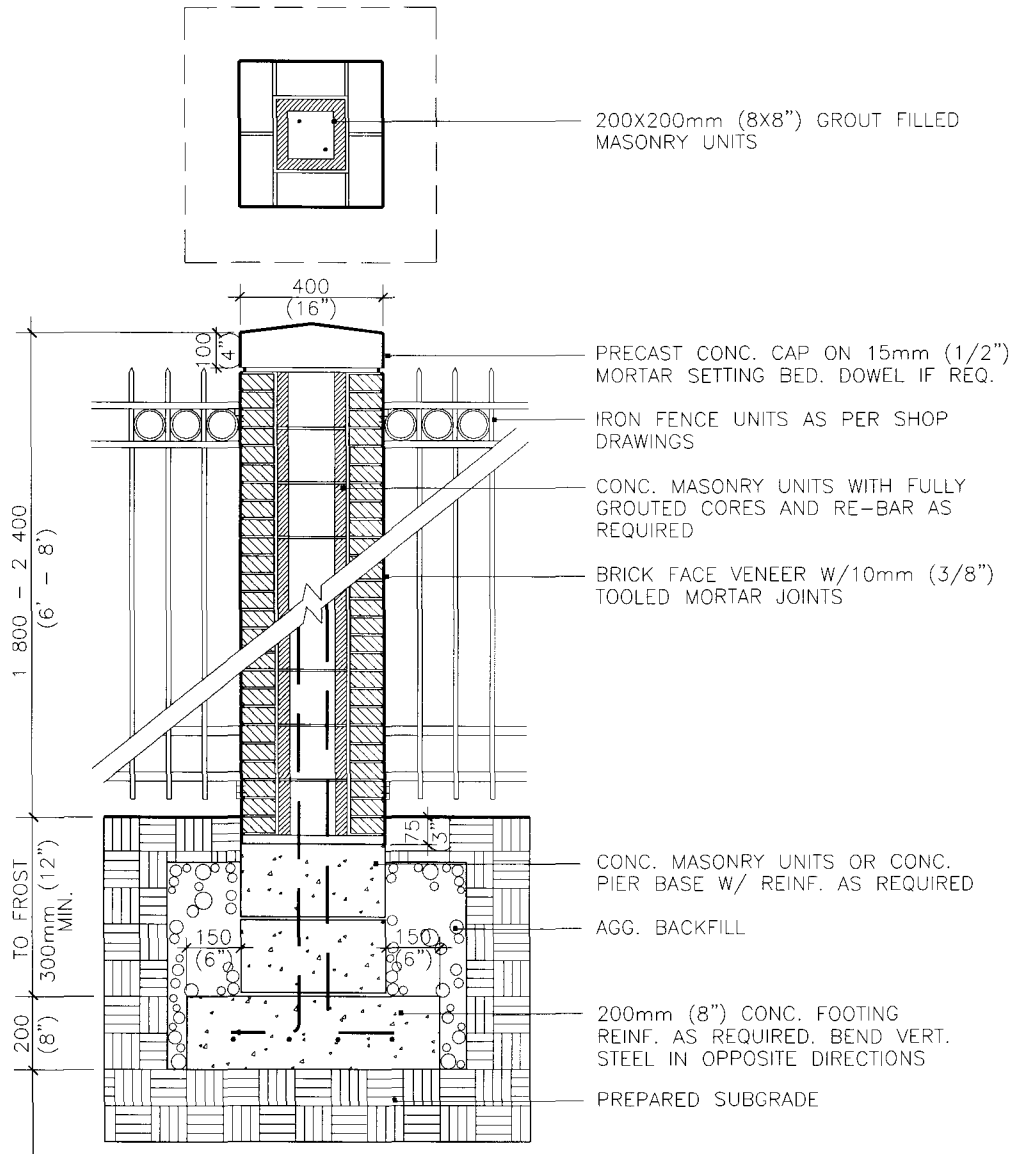 200X200mm (8X8") GROUT FILLED
MASONRY UNITS
400
(16")
100
(4")
PRECAST CONC. CAP ON 15mm (1/2")
MORTAR SETTING BED. DOWEL IF REQ.
IRON FENCE UNITS AS PER SHOP
DRAWINGS
CONC. MASONRY UNITS WITH FULLY
GROUTED CORES AND RE-BAR AS
REQUIRED
BRICK FACE VENEER W/10mm (3/8")
TOOLED MORTAR JOINTS
1 800 - 2 400
(6' - 8')
75
(3")
CONC. MASONRY UNITS OR CONC.
PIER BASE W/ REINF. AS REQUIRED
TO FROST
300mm (12")
MIN.
AGG. BACKFILL
150
(6")
150
(6")
200
(8")
200mm (8") CONC. FOOTING
REINF. AS REQUIRED. BEND VERT.
STEEL IN OPPOSITE DIRECTIONS
PREPARED SUBGRADE